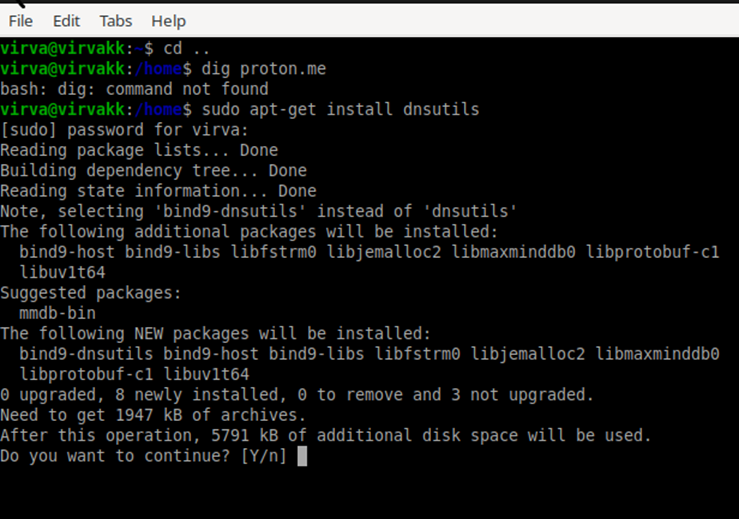 File Edit Tabs Help
virva@virvakk:~$ cd ..
virva@virvakk:/home$ dig proton.me
bash: dig: command not found
virva@virvakk:/home$ sudo apt-get install dnsutils
[sudo] password for virva:
Reading package lists... Done
Building dependency tree... Done
Reading state information... Done
Note, selecting 'bind9-dnsutils' instead of 'dnsutils'
The following additional packages will be installed:
  bind9-host bind9-libs libfstrm0 libjemalloc2 libmaxminddb0 libprotobuf-c1
  libuv1t64
Suggested packages:
  mmdb-bin
The following NEW packages will be installed:
  bind9-dnsutils bind9-host bind9-libs libfstrm0 libjemalloc2 libmaxminddb0
  libprotobuf-c1 libuv1t64
0 upgraded, 8 newly installed, 0 to remove and 3 not upgraded.
Need to get 1947 kB of archives.
After this operation, 5791 kB of additional disk space will be used.
Do you want to continue? [Y/n]